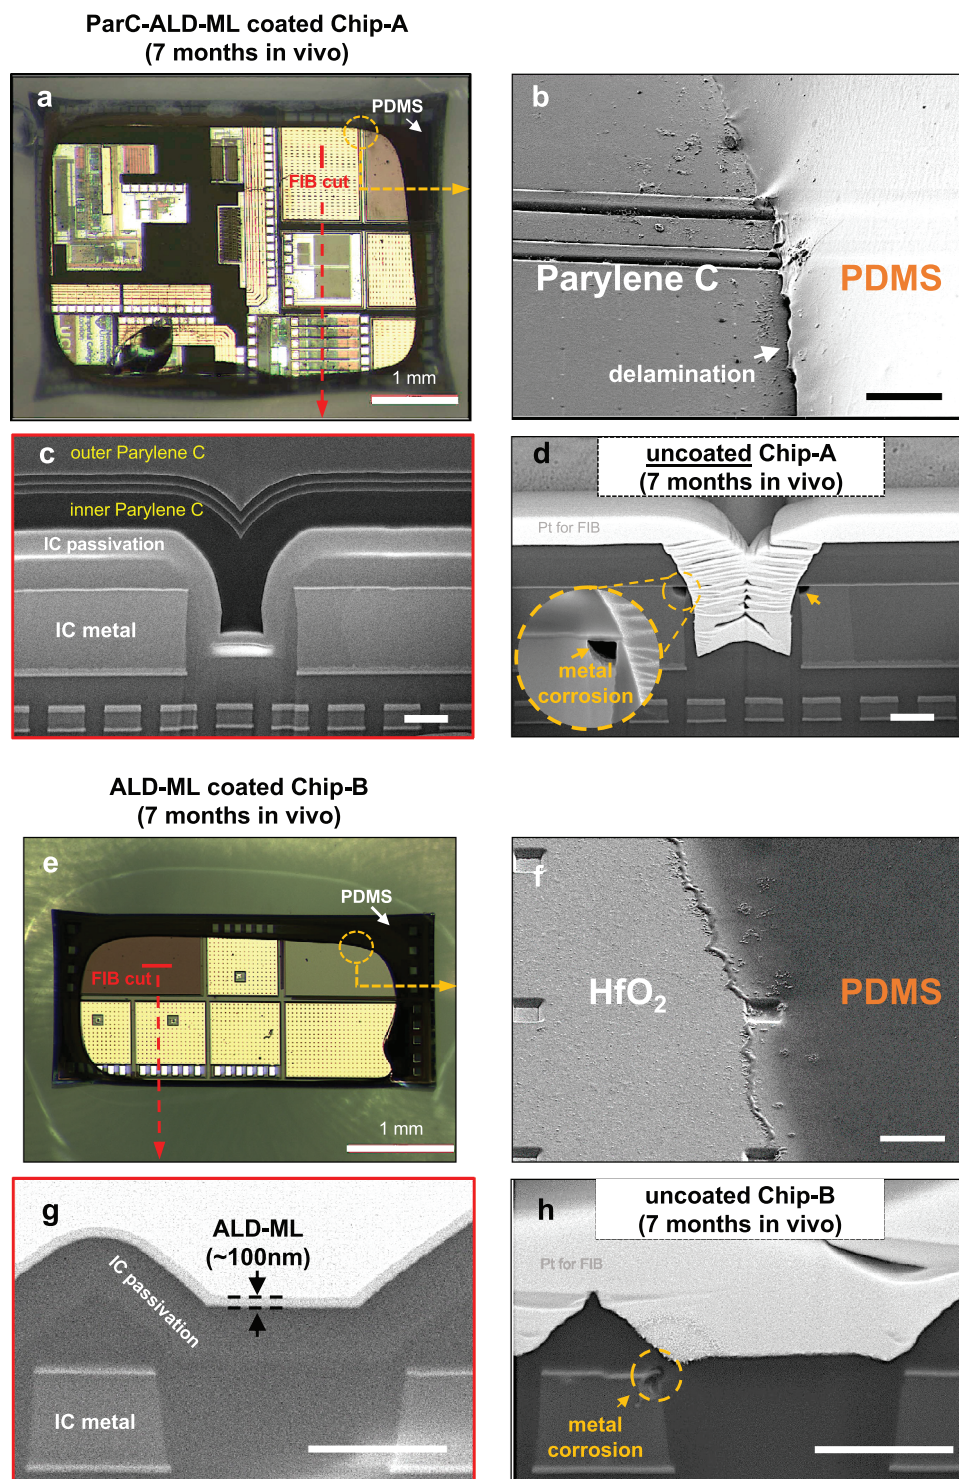 ParC-ALD-ML coated Chip-A
(7 months in vivo)
a
PDMS
FIB cut
1 mm
b
Parylene C
PDMS
delamination
c
outer Parylene C
inner Parylene C
IC passivation
IC metal
d
uncoated Chip-A
(7 months in vivo)
Pt for FIB
metal
corrosion
ALD-ML coated Chip-B
(7 months in vivo)
e
PDMS
FIB cut
1 mm
f
HfO₂
PDMS
g
ALD-ML
(~100nm)
IC passivation
IC metal
h
uncoated Chip-B
(7 months in vivo)
Pt for FIB
metal
corrosion